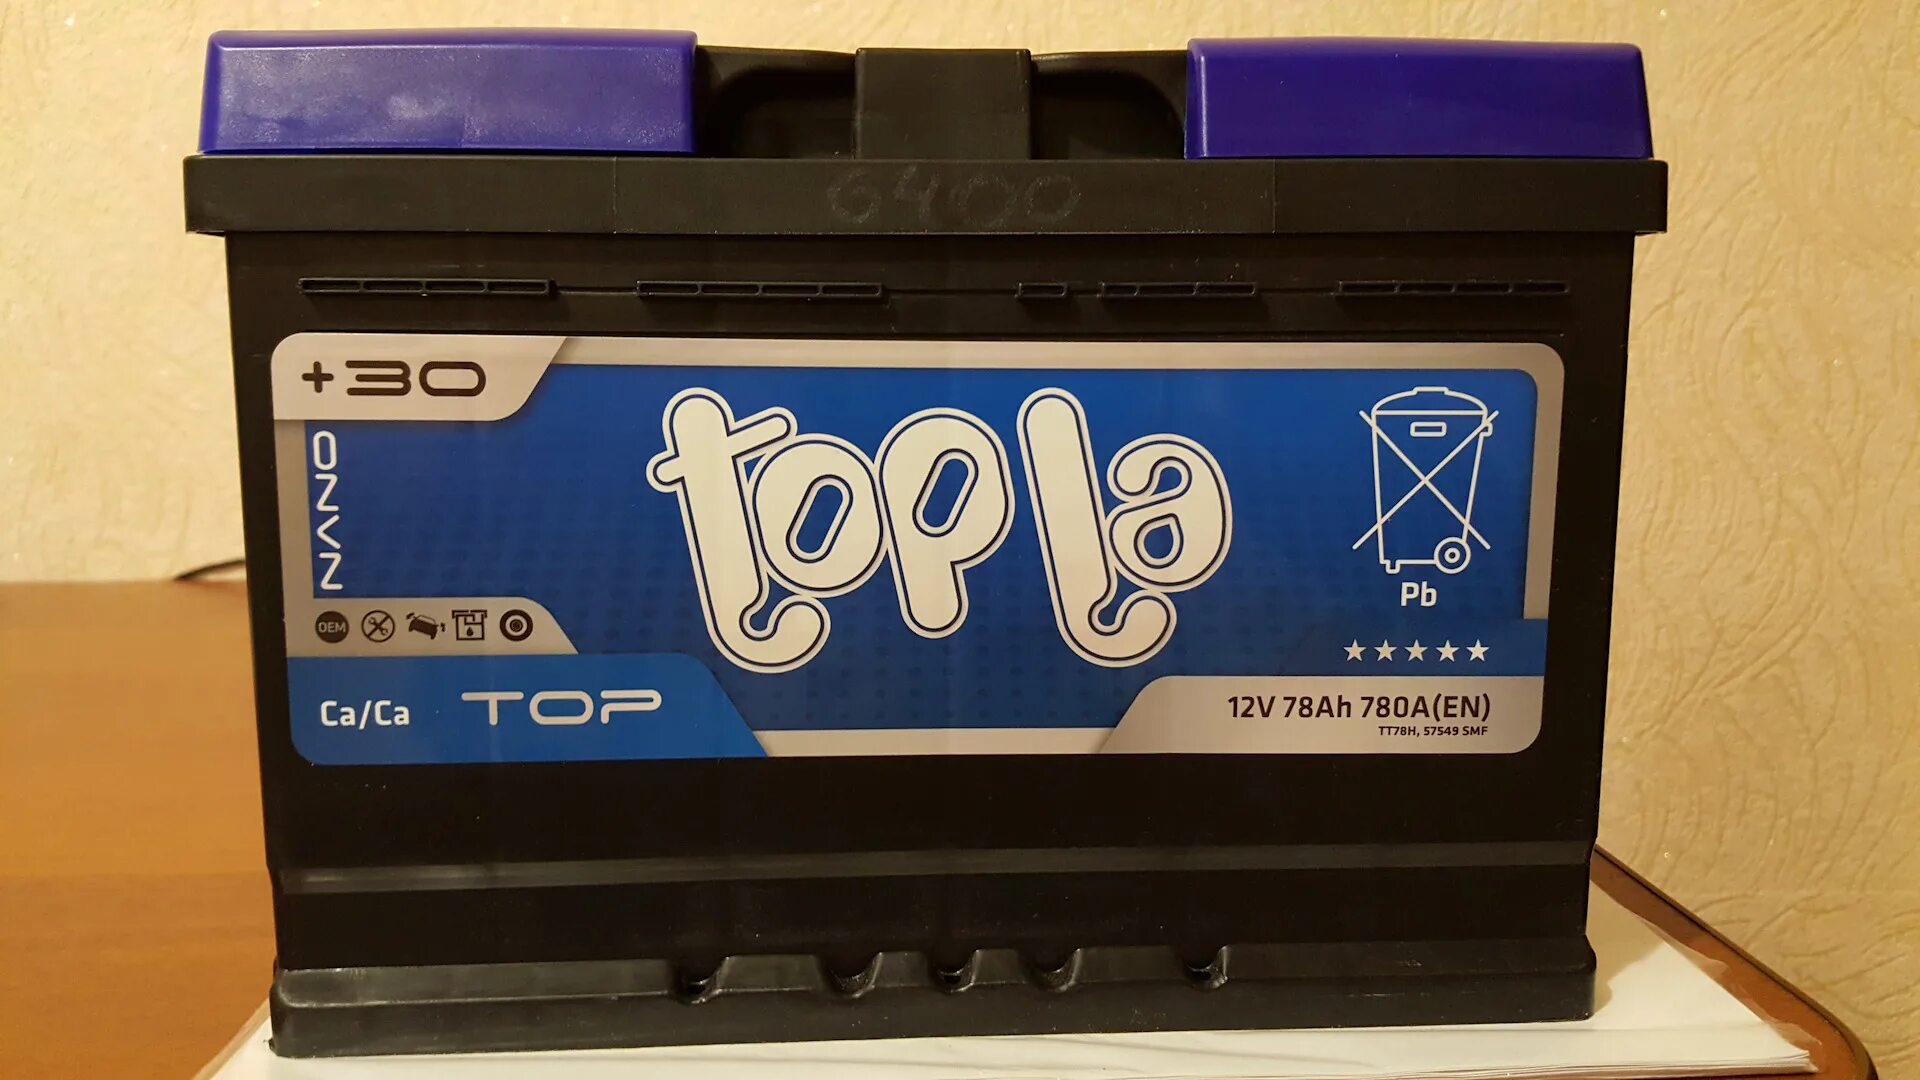 6400
+30
NANO
topla
Pb
OEM
Ca/Ca TOP
12V 78Ah 780A(EN)
TT78H, 57549 SMF